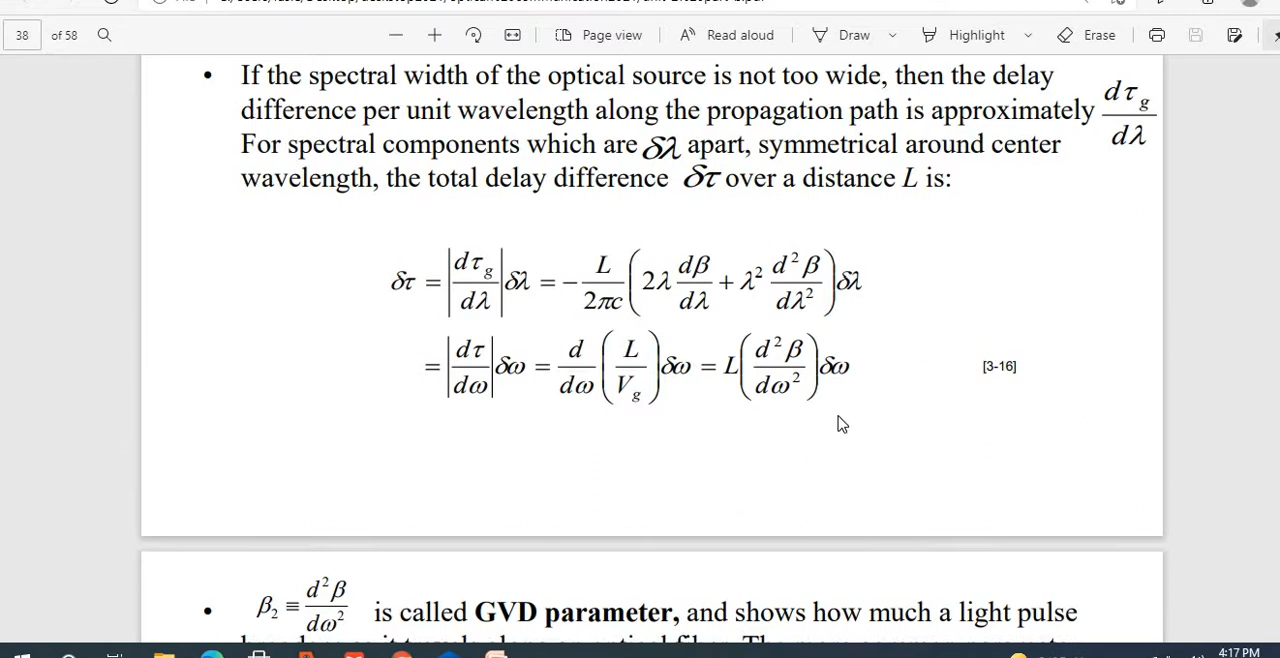 38 of 58 Page view Read aloud Draw Highlight Erase
• If the spectral width of the optical source is not too wide, then the delay
difference per unit wavelength along the propagation path is approximately dτ_g/dλ
For spectral components which are δλ apart, symmetrical around center
wavelength, the total delay difference δτ over a distance L is:
δτ = |dτ_g/dλ| δλ = − L/2πc (2λ dβ/dλ + λ² d²β/dλ²) δλ
= |dτ/dω| δω = d/dω (L/V_g) δω = L (d²β/dω²) δω [3-16]
• β₂ ≡ d²β/dω² is called GVD parameter, and shows how much a light pulse
4:17 PM